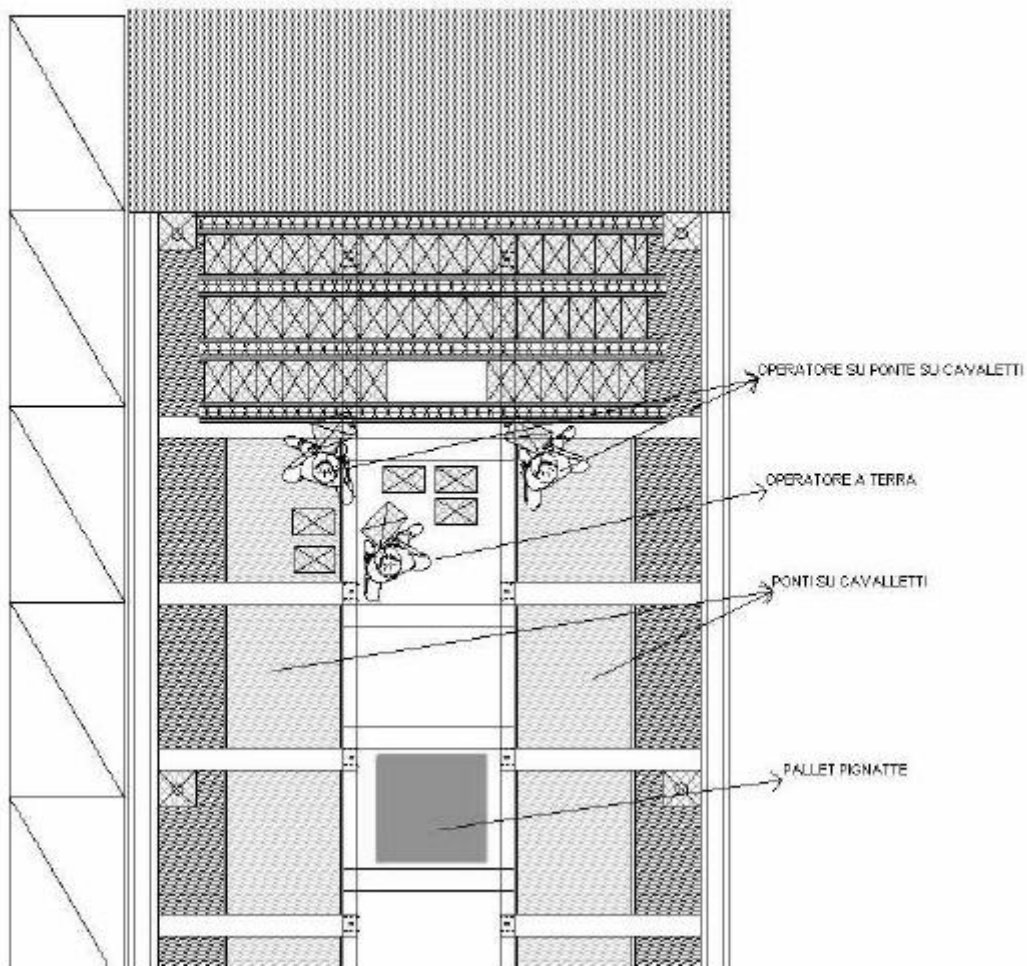 OPERATORE SU PONTE SU CAVALETTI
OPERATORE A TERRA
PONTI SU CAVALLETTI
PALLET PIGNATTE